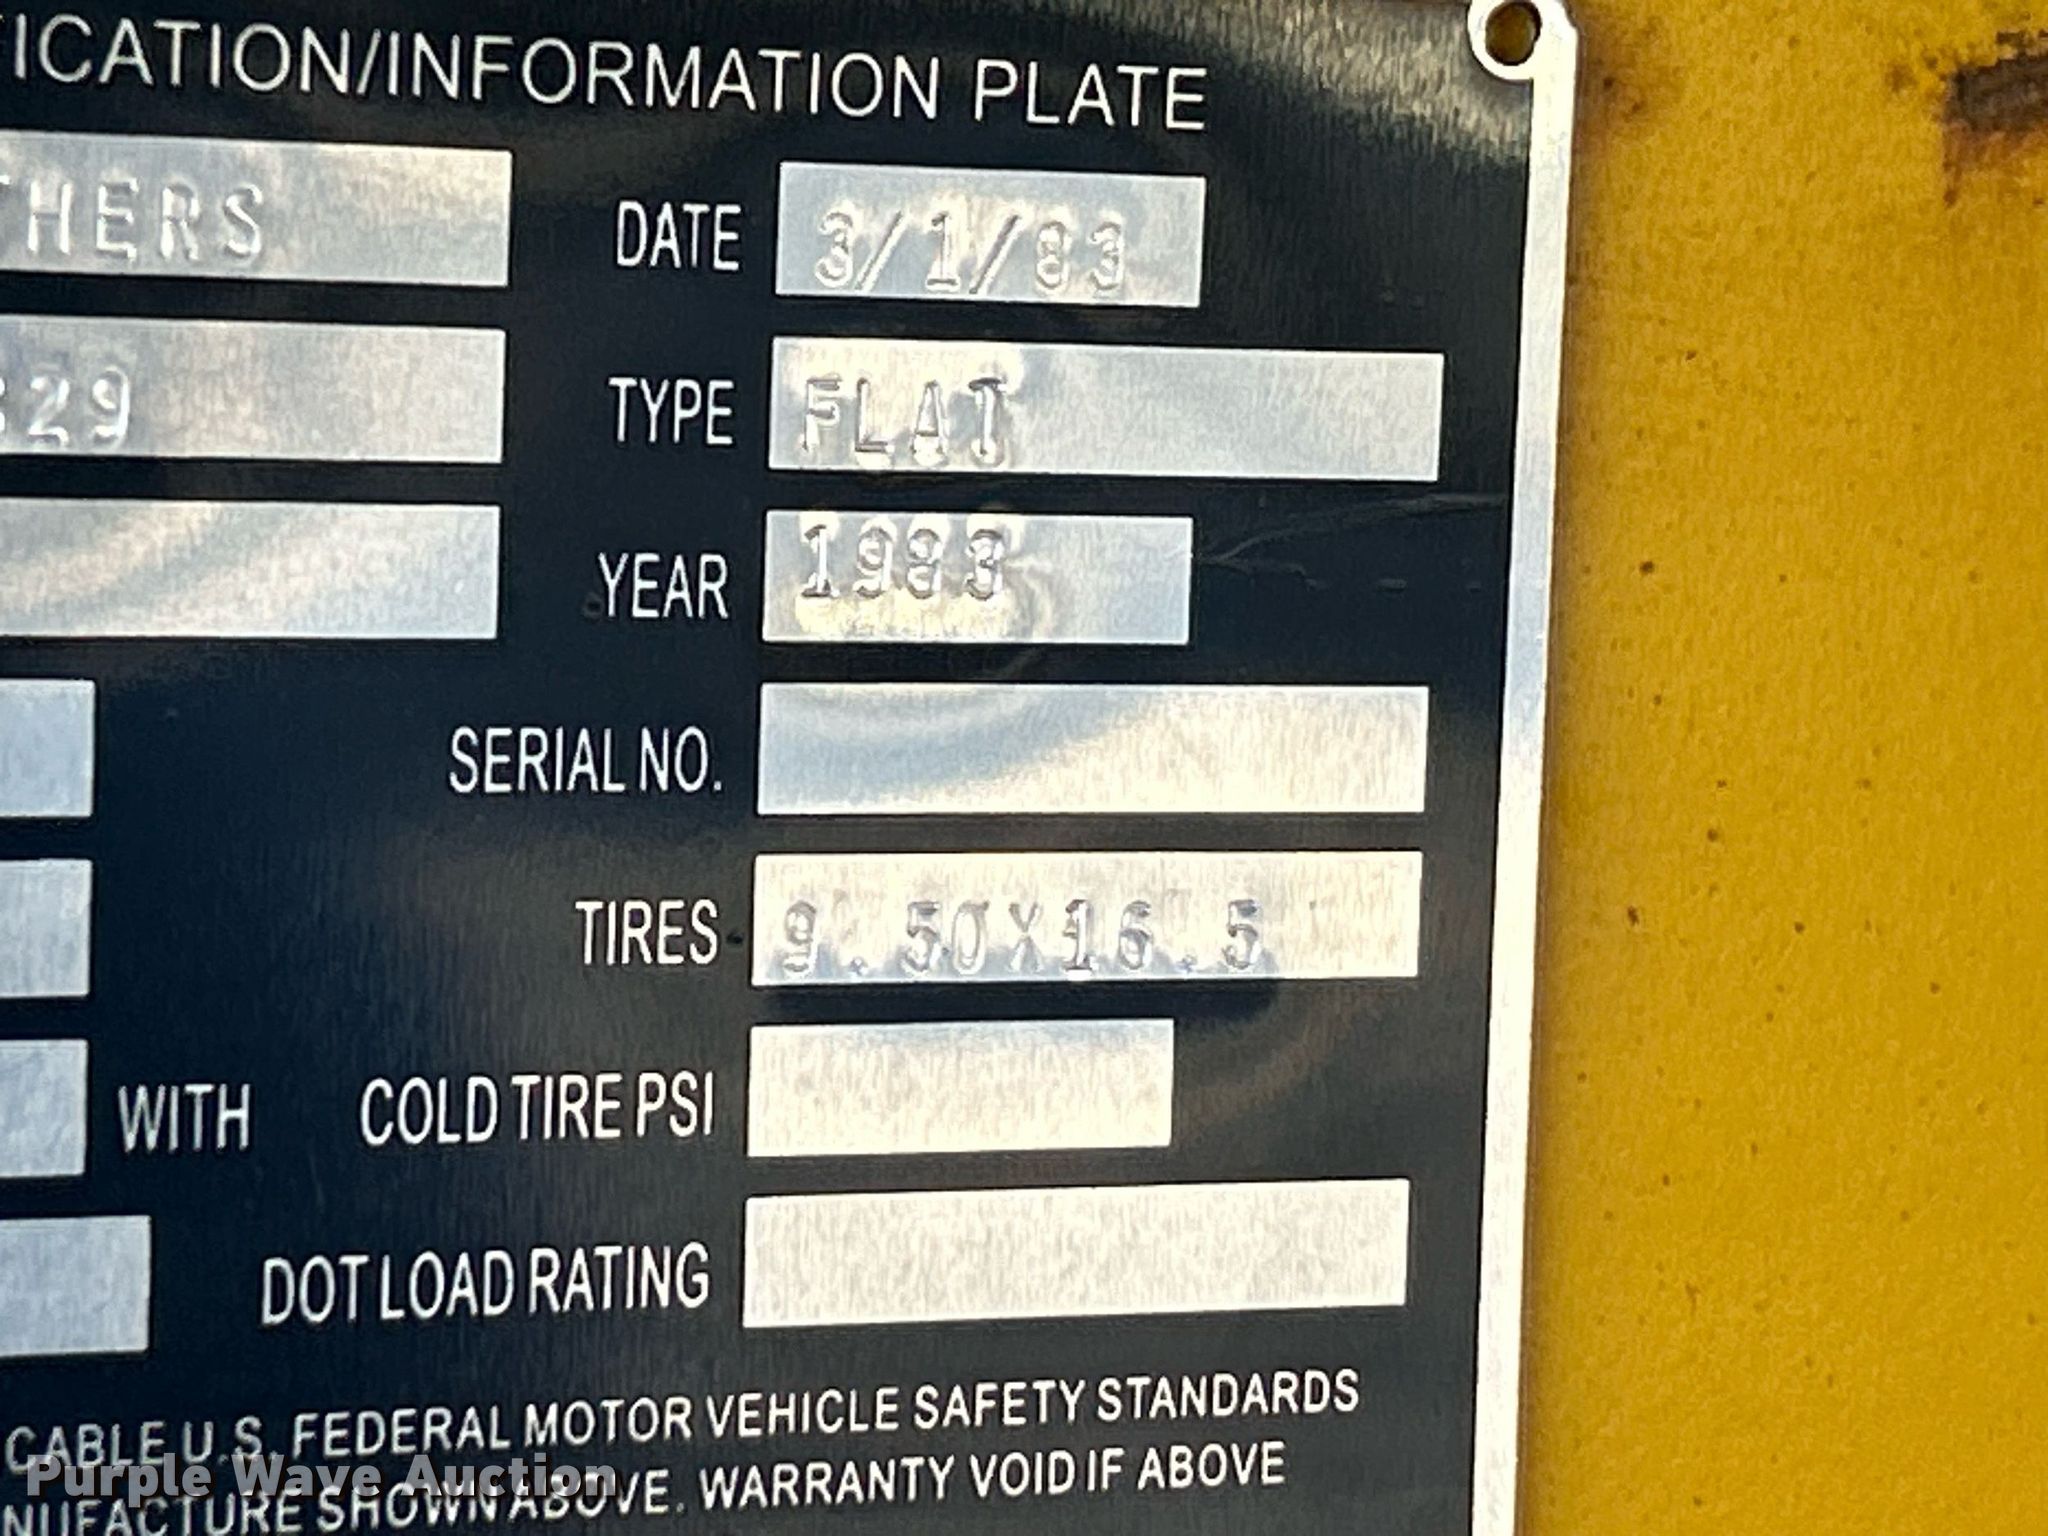 ICATION/INFORMATION PLATE
THERS
DATE 3/1/83
29
TYPE FLAT
YEAR 1983
SERIAL NO.
TIRES 9.50X16.5
WITH COLD TIRE PSI
DOT LOAD RATING
CABLE U.S. FEDERAL MOTOR VEHICLE SAFETY STANDARDS
NUFACTURE SHOWN ABOVE. WARRANTY VOID IF ABOVE
Purple Wave Auction